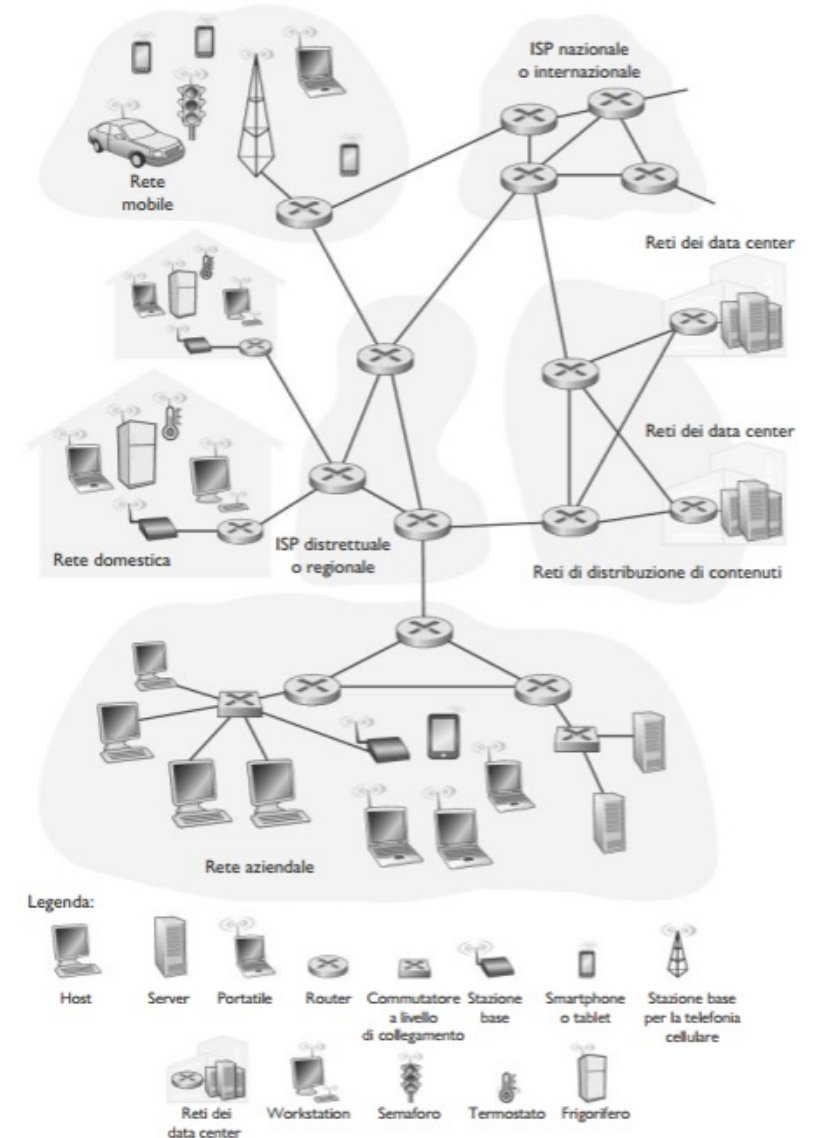 ISP nazionale
o internazionale
Rete
mobile
Reti dei data center
Reti dei data center
Rete domestica
ISP distrettuale
o regionale
Reti di distribuzione di contenuti
Rete aziendale
Legenda:
Host
Server
Portatile
Router
Commutatore
a livello
di collegamento
Stazione
base
Smartphone
o tablet
Stazione base
per la telefonia
cellulare
Reti dei
data center
Workstation
Semaforo
Termostato
Frigorifero